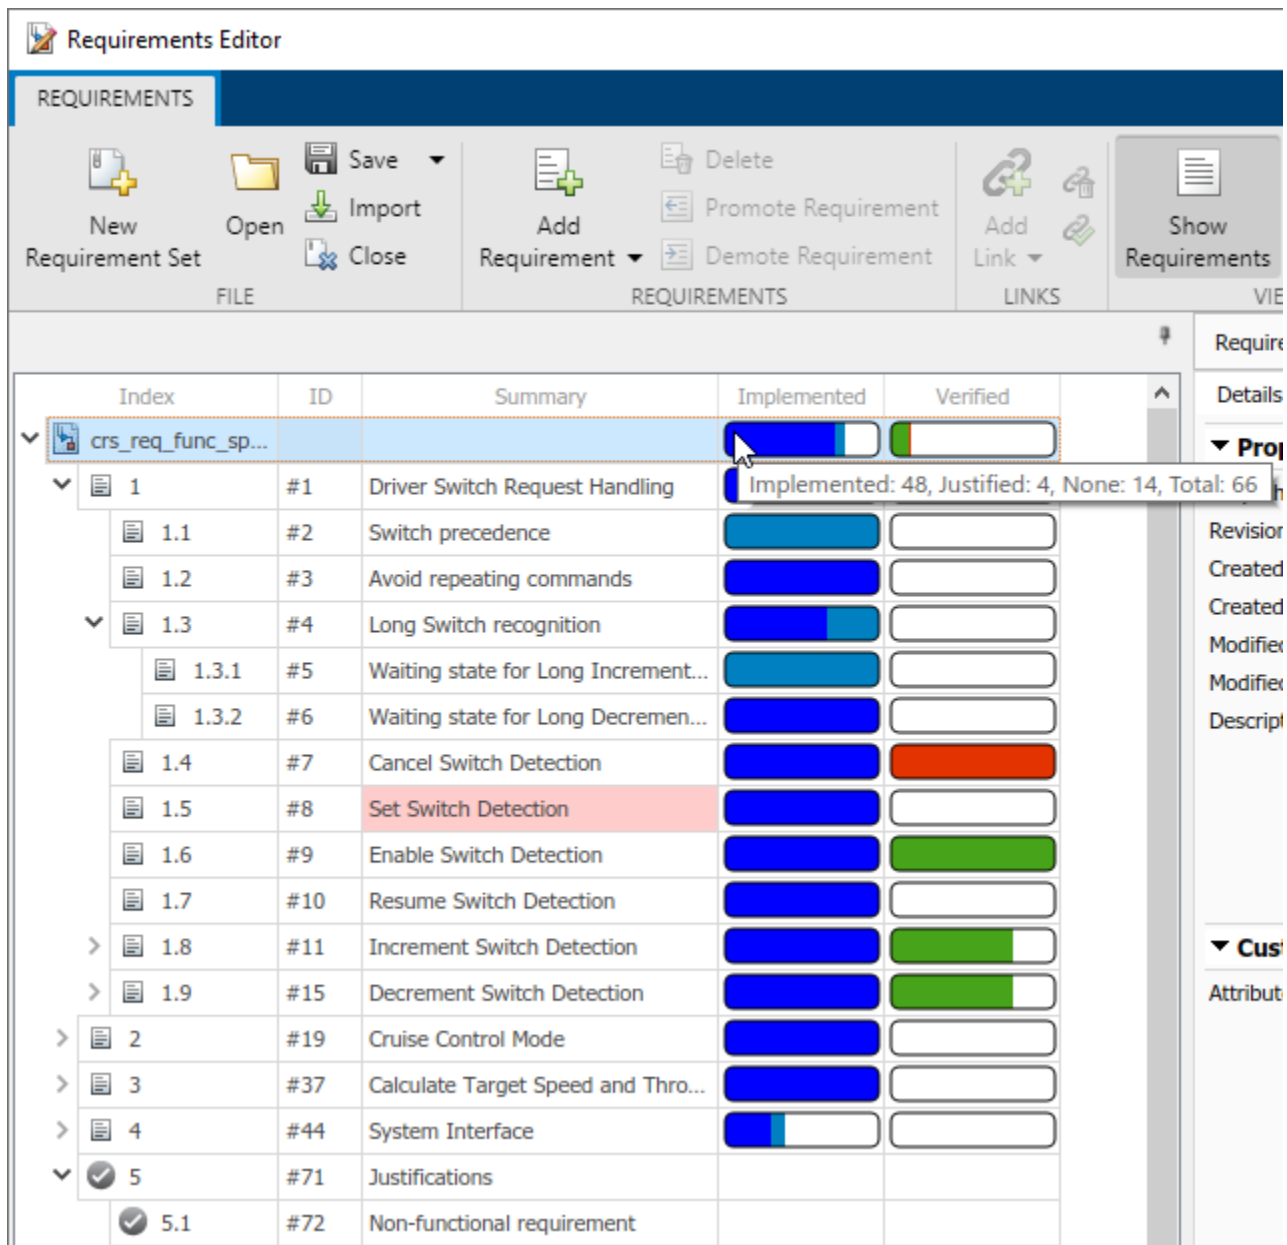 Requirements Editor
REQUIREMENTS
New
Requirement Set
Open
Save
Import
Close
FILE
Add
Requirement
Delete
Promote Requirement
Demote Requirement
REQUIREMENTS
Add
Link
LINKS
Show
Requirements
VIE
Require
Index ID Summary Implemented Verified
Details
crs_req_func_sp...
Prop
Implemented: 48, Justified: 4, None: 14, Total: 66
1 #1 Driver Switch Request Handling
1.1 #2 Switch precedence
Revision
1.2 #3 Avoid repeating commands
Created
Created
1.3 #4 Long Switch recognition
Modified
1.3.1 #5 Waiting state for Long Increment...
Modified
1.3.2 #6 Waiting state for Long Decremen...
Descript
1.4 #7 Cancel Switch Detection
1.5 #8 Set Switch Detection
1.6 #9 Enable Switch Detection
1.7 #10 Resume Switch Detection
1.8 #11 Increment Switch Detection
Cust
1.9 #15 Decrement Switch Detection
Attribut
2 #19 Cruise Control Mode
3 #37 Calculate Target Speed and Thro...
4 #44 System Interface
5 #71 Justifications
5.1 #72 Non-functional requirement